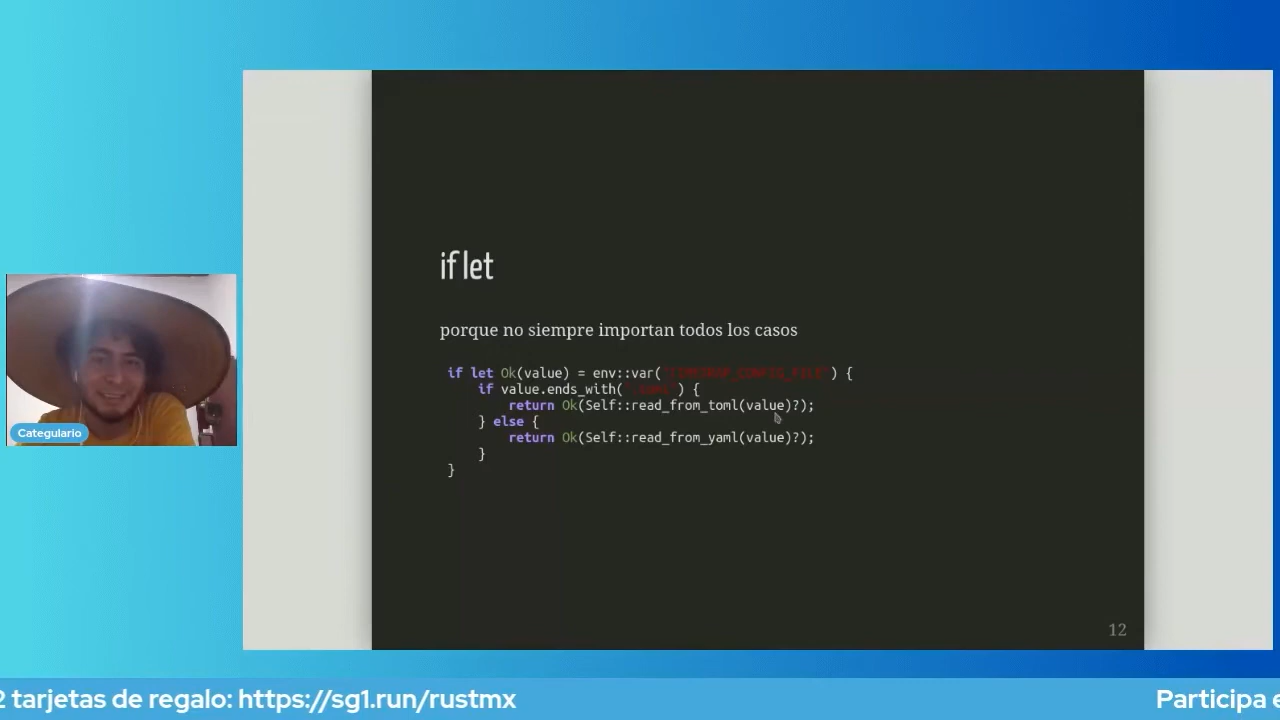 if let
porque no siempre importan todos los casos
if let Ok(value) = env::var(") {
if value.ends_with() {
return Ok(Self::read_from_toml(value)?);
} else {
return Ok(Self::read_from_yaml(value)?);
}
}
Categulario
12
2 tarjetas de regalo: https://sg1.run/rustmx
Participa e